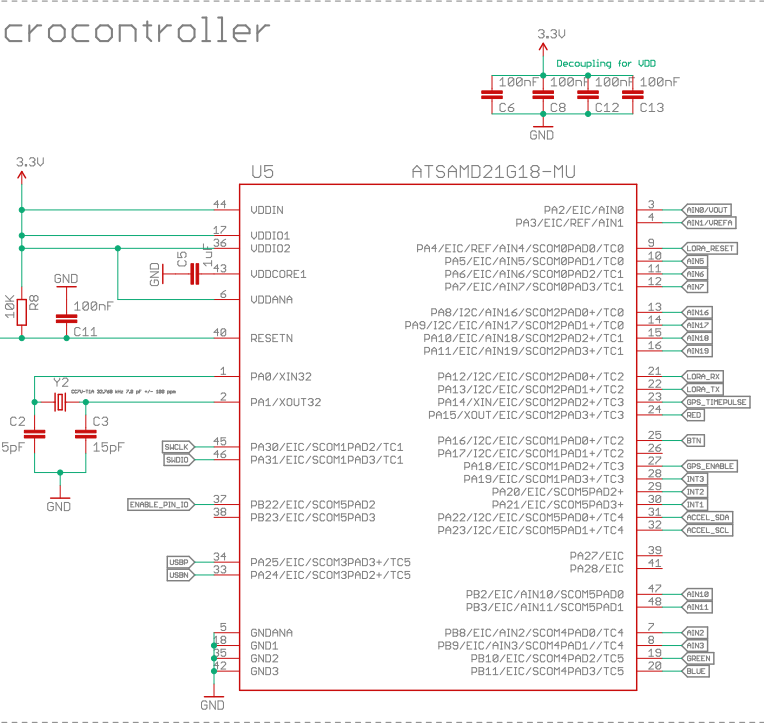 crocontroller
3.3V
Decoupling for VDD
100nF 100nF 100nF 100nF
C6 C8 C12 C13
GND
3.3V
U5 ATSAMD21G18-MU
44 VDDIN
17 VDDIO1
36 VDDIO2
GND C5 1uF 43 VDDCORE1
6 VDDANA
10K R8
GND
100nF
C11
40 RESETN
1 PA0/XIN32
Y2
2 PA1/XOUT32
C2 C3
5pF 15pF
GND
SWCLK 45 PA30/EIC/SCOM1PAD2/TC1
SWDIO 46 PA31/EIC/SCOM1PAD3/TC1
ENABLE_PIN_IO 37 PB22/EIC/SCOM5PAD2
38 PB23/EIC/SCOM5PAD3
USBP 34 PA25/EIC/SCOM3PAD3+/TC5
USBN 33 PA24/EIC/SCOM3PAD2+/TC5
5 GNDANA
18 GND1
35 GND2
42 GND3
GND
PA2/EIC/AIN0 3 AIN0/VOUT
PA3/EIC/REF/AIN1 4 AIN1/VREFA
PA4/EIC/REF/AIN4/SCOM0PAD0/TC0 9 LORA_RESET
PA5/EIC/AIN5/SCOM0PAD1/TC0 10 AIN5
PA6/EIC/AIN6/SCOM0PAD2/TC1 11 AIN6
PA7/EIC/AIN7/SCOM0PAD3/TC1 12 AIN7
PA8/I2C/AIN16/SCOM2PAD0+/TC0 13 AIN16
PA9/I2C/EIC/AIN17/SCOM2PAD1+/TC0 14 AIN17
PA10/EIC/AIN18/SCOM2PAD2+/TC1 15 AIN18
PA11/EIC/AIN19/SCOM2PAD3+/TC1 16 AIN19
PA12/I2C/EIC/SCOM2PAD0+/TC2 21 LORA_RX
PA13/I2C/EIC/SCOM2PAD1+/TC2 22 LORA_TX
PA14/XIN/EIC/SCOM2PAD2+/TC3 23 GPS_TIMEPULSE
PA15/XOUT/EIC/SCOM2PAD3+/TC3 24 RED
PA16/I2C/EIC/SCOM1PAD0+/TC2 25 BTN
PA17/I2C/EIC/SCOM1PAD1+/TC2 26
PA18/EIC/SCOM1PAD2+/TC3 27 GPS_ENABLE
PA19/EIC/SCOM1PAD3+/TC3 28 INT3
PA20/EIC/SCOM5PAD2+ 29 INT2
PA21/EIC/SCOM5PAD3+ 30 INT1
PA22/I2C/EIC/SCOM5PAD0+/TC4 31 ACCEL_SDA
PA23/I2C/EIC/SCOM5PAD1+/TC4 32 ACCEL_SCL
PA27/EIC 39
PA28/EIC 41
PB2/EIC/AIN10/SCOM5PAD0 47 AIN10
PB3/EIC/AIN11/SCOM5PAD1 48 AIN11
PB8/EIC/AIN2/SCOM4PAD0/TC4 7 AIN2
PB9/EIC/AIN3/SCOM4PAD1//TC4 8 AIN3
PB10/EIC/SCOM4PAD2/TC5 19 GREEN
PB11/EIC/SCOM4PAD3/TC5 20 BLUE